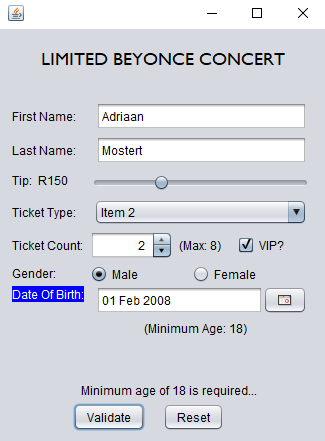 LIMITED BEYONCE CONCERT
First Name: Adriaan
Last Name: Mostert
Tip: R150
Ticket Type: Item 2
Ticket Count: 2 (Max: 8) VIP?
Gender: Male Female
Date Of Birth: 01 Feb 2008
(Minimum Age: 18)
Minimum age of 18 is required...
Validate Reset